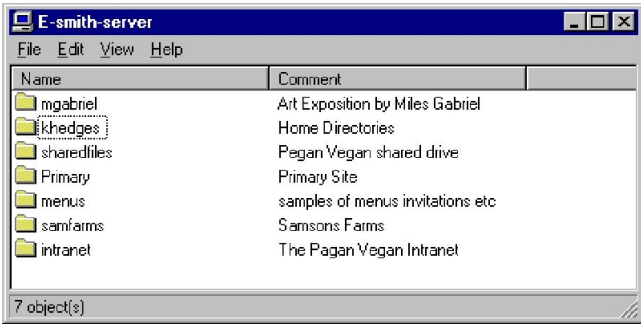 E-smith-server
File Edit View Help
Name Comment
mgabriel Art Exposition by Miles Gabriel
khedges Home Directories
sharedfiles Pegan Vegan shared drive
Primary Primary Site
menus samples of menus invitations etc
samfarms Samsons Farms
intranet The Pagan Vegan Intranet
7 object(s)